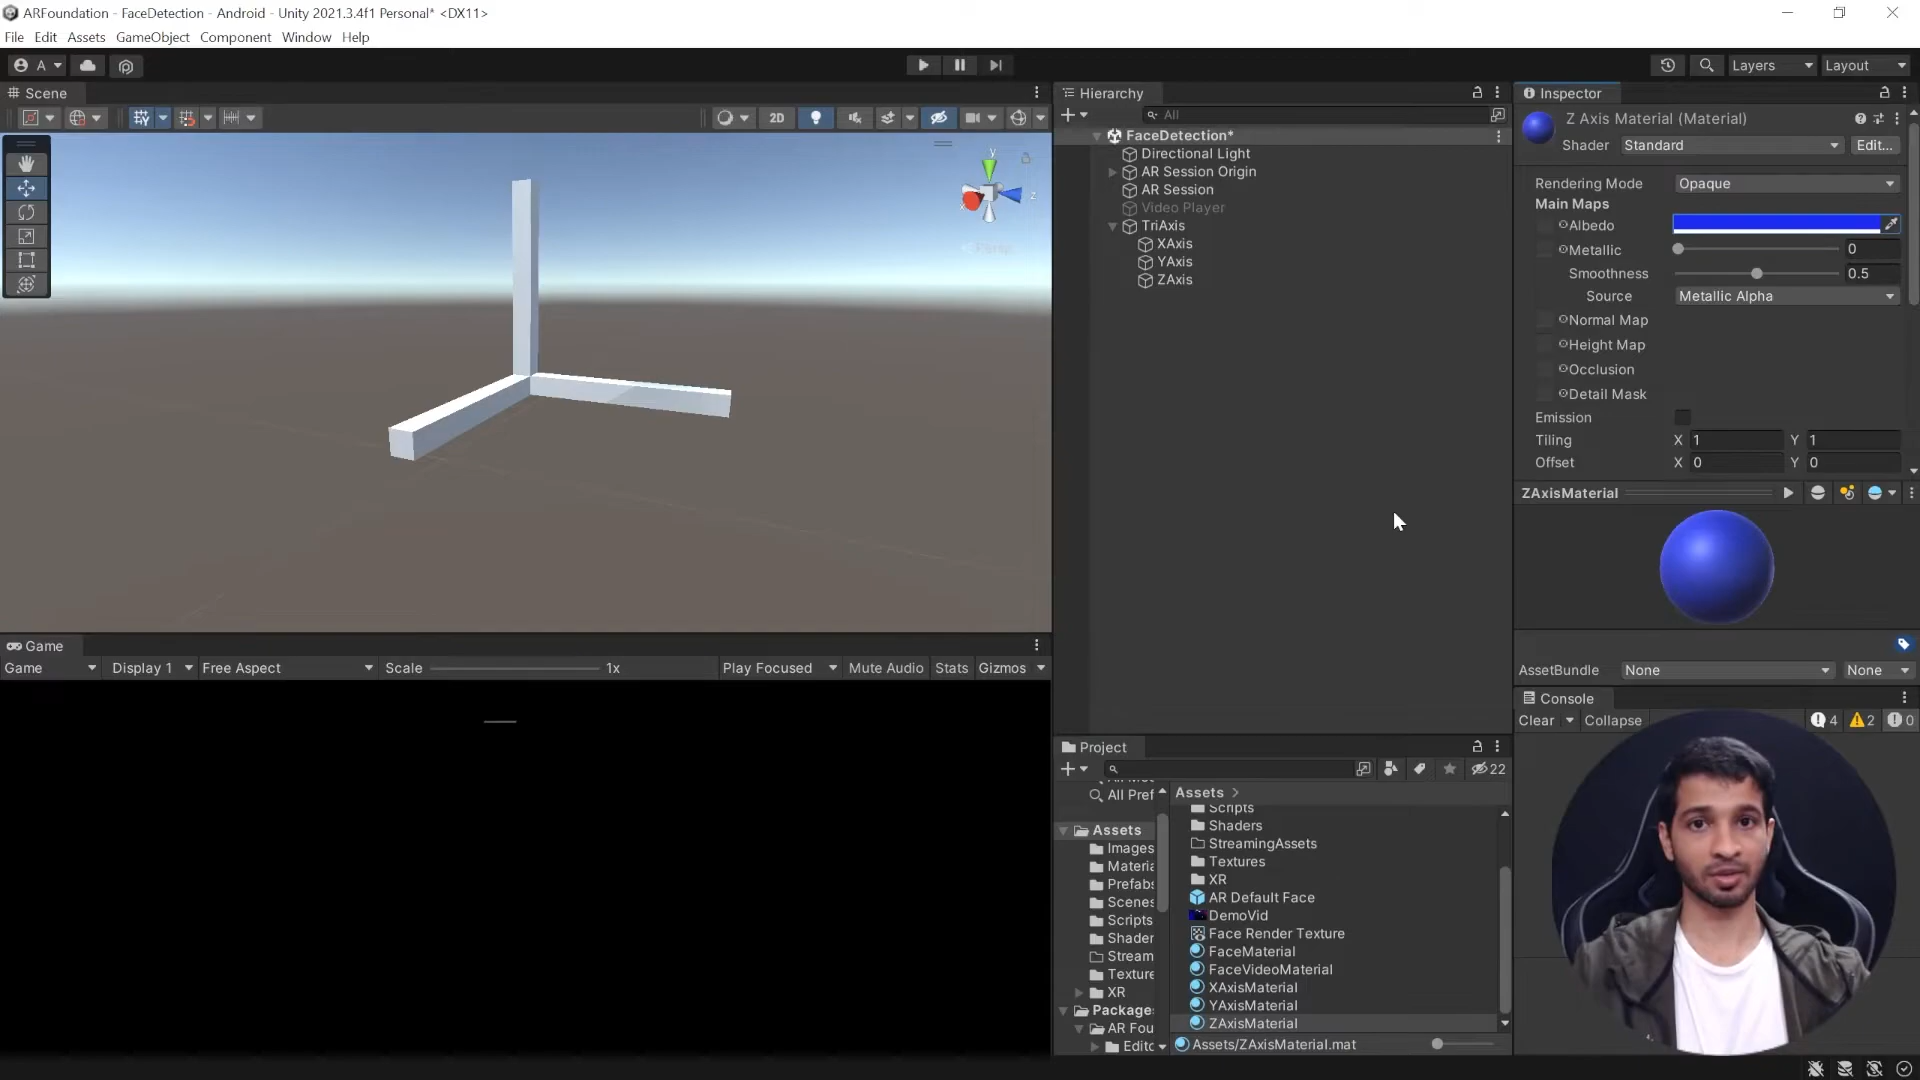 ARFoundation - FaceDetection - Android - Unity 2021.3.4f1 Personal* <DX11>
File Edit Assets GameObject Component Window Help
A
Layers
Layout
Scene
2D
y
x
z
Hierarchy
All
FaceDetection*
Directional Light
AR Session Origin
AR Session
Video Player
TriAxis
XAxis
YAxis
ZAxis
Inspector
Z Axis Material (Material)
Shader Standard Edit...
Rendering Mode Opaque
Main Maps
Albedo
Metallic 0
Smoothness 0.5
Source Metallic Alpha
Normal Map
Height Map
Occlusion
Detail Mask
Emission
Tiling X 1 Y 1
Offset X 0 Y 0
ZAxisMaterial
AssetBundle None None
Game
Game Display 1 Free Aspect Scale 1x Play Focused Mute Audio Stats Gizmos
Console
Clear Collapse 4 2 0
Project
22
All Pref
Assets
Images
Materia
Prefabs
Scenes
Scripts
Shader
Stream
Texture
XR
Package
AR Fou
Edito
Assets >
Scripts
Shaders
StreamingAssets
Textures
XR
AR Default Face
DemoVid
Face Render Texture
FaceMaterial
FaceVideoMaterial
XAxisMaterial
YAxisMaterial
ZAxisMaterial
Assets/ZAxisMaterial.mat